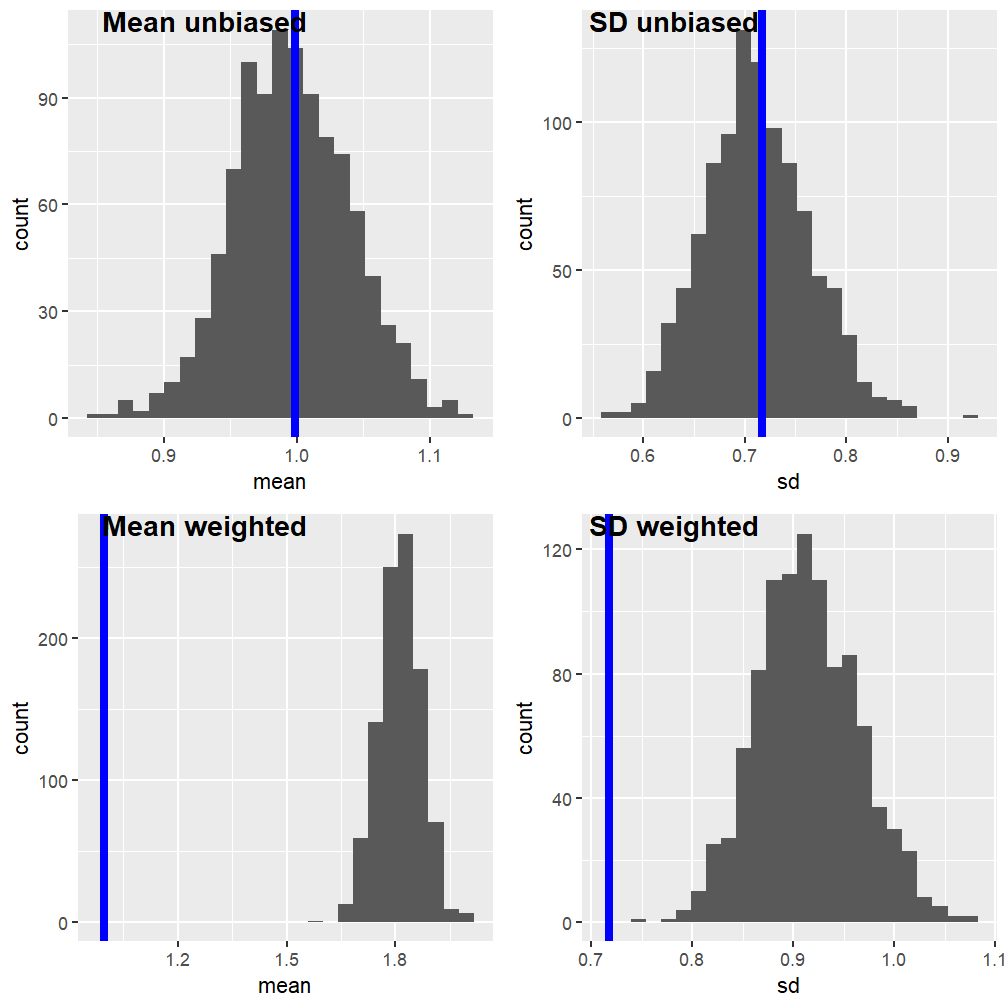 Mean unbiased
count
90
60
30
0
0.9
1.0
1.1
mean
SD unbiased
count
100
50
0
0.6
0.7
0.8
0.9
sd
Mean weighted
count
200
100
0
1.2
1.5
1.8
mean
SD weighted
count
120
80
40
0
0.7
0.8
0.9
1.0
1.1
sd